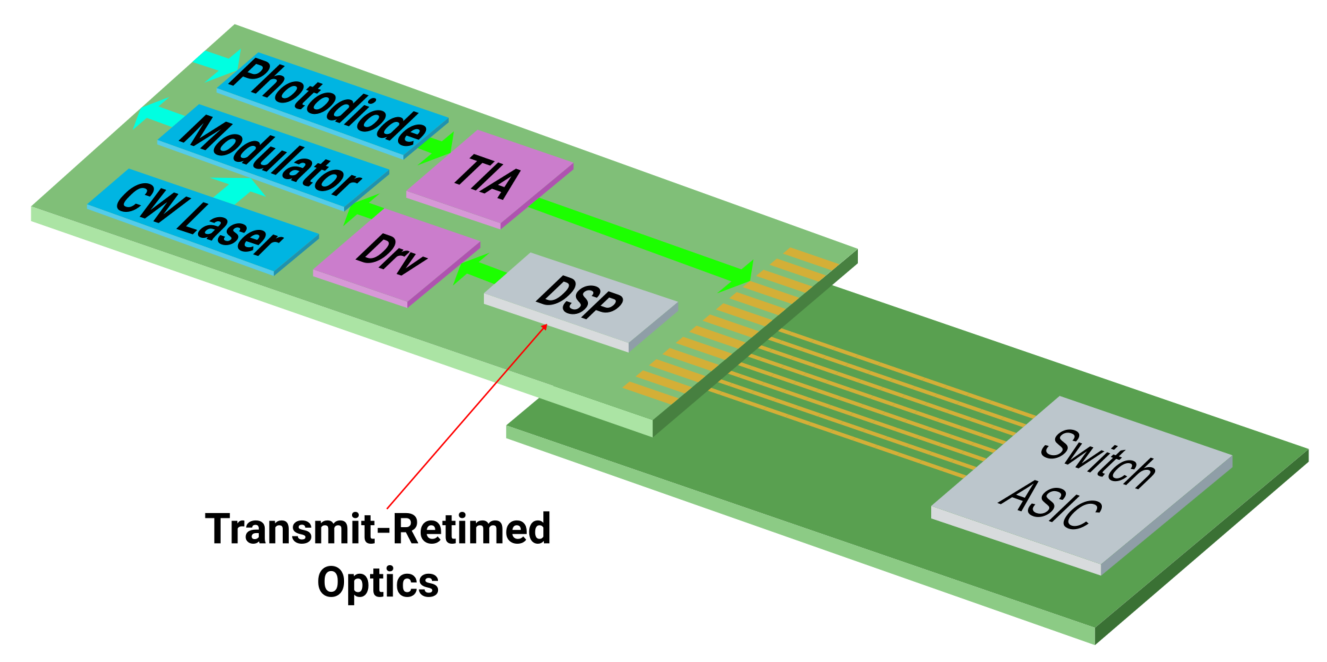 Photodiode
Modulator
CW Laser
TIA
Drv
DSP
Switch
ASIC
Transmit-Retimed
Optics